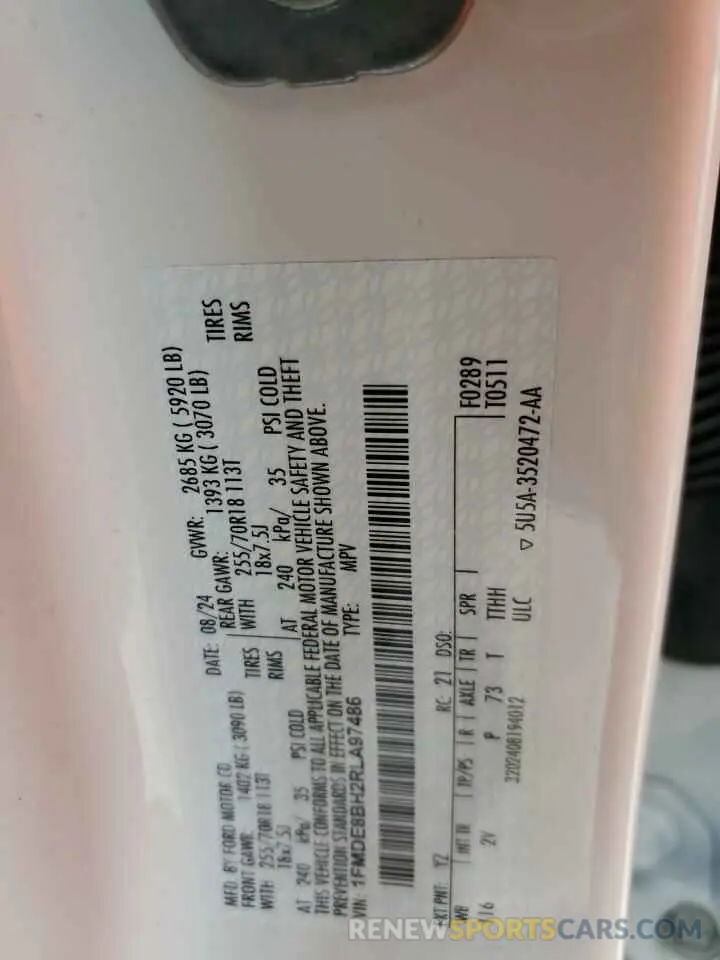 MFD. BY FORD MOTOR CO.
DATE: 08/24 GVWR: 2685 KG ( 5920 LB)
FRONT GAWR: 1402 KG ( 3090 LB) REAR GAWR: 1393 KG ( 3070 LB)
WITH 255/70R18 113T TIRES WITH 255/70R18 113T TIRES
18x7.5J RIMS 18x7.5J RIMS
AT 240 kPa/ 35 PSI COLD AT 240 kPa/ 35 PSI COLD
THIS VEHICLE CONFORMS TO ALL APPLICABLE FEDERAL MOTOR VEHICLE SAFETY AND THEFT
PREVENTION STANDARDS IN EFFECT ON THE DATE OF MANUFACTURE SHOWN ABOVE.
VIN: 1FMDE8BH2RLA97486 TYPE: MPV
EXT PNT: YZ RC: 21 DSO: F0289
WB INT TR TP/PS R AXLE TR SPR T0511
116 2V P 73 T TTHH
3202408194012 ULC ▽ 5U5A-3520472-AA
RENEWSPORTSCARS.COM